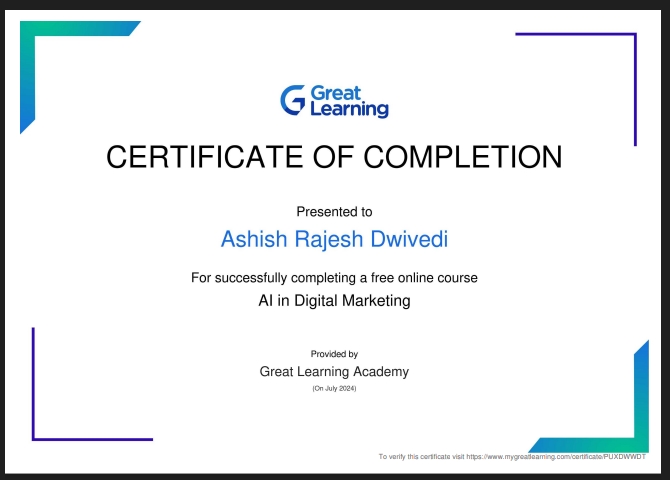 Great
Learning
CERTIFICATE OF COMPLETION
Presented to
Ashish Rajesh Dwivedi
For successfully completing a free online course
AI in Digital Marketing
Provided by
Great Learning Academy
(On July 2024)
To verify this certificate visit https://www.mygreatlearning.com/certificate/PUXDWWDT